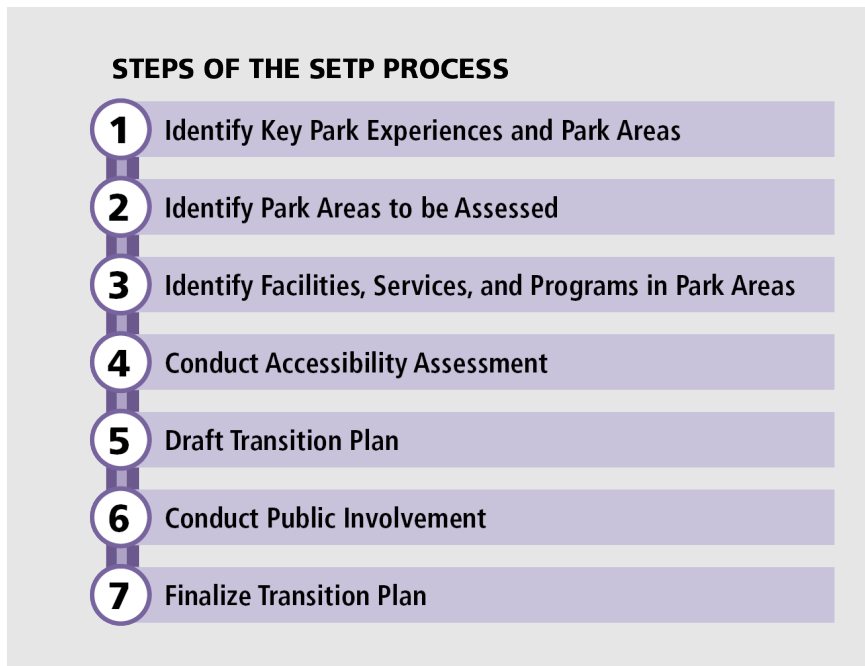 STEPS OF THE SETP PROCESS
1 Identify Key Park Experiences and Park Areas
2 Identify Park Areas to be Assessed
3 Identify Facilities, Services, and Programs in Park Areas
4 Conduct Accessibility Assessment
5 Draft Transition Plan
6 Conduct Public Involvement
7 Finalize Transition Plan